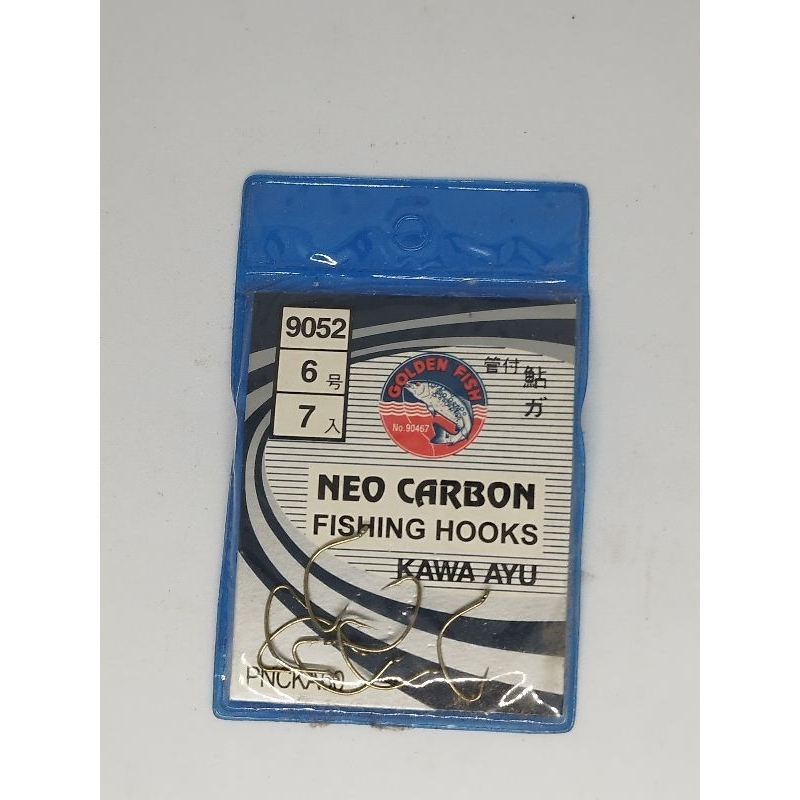 9052
6号
7入
GOLDEN FISH
No.90467
管付 鮎
ガ
NEO CARBON
FISHING HOOKS
KAWA AYU